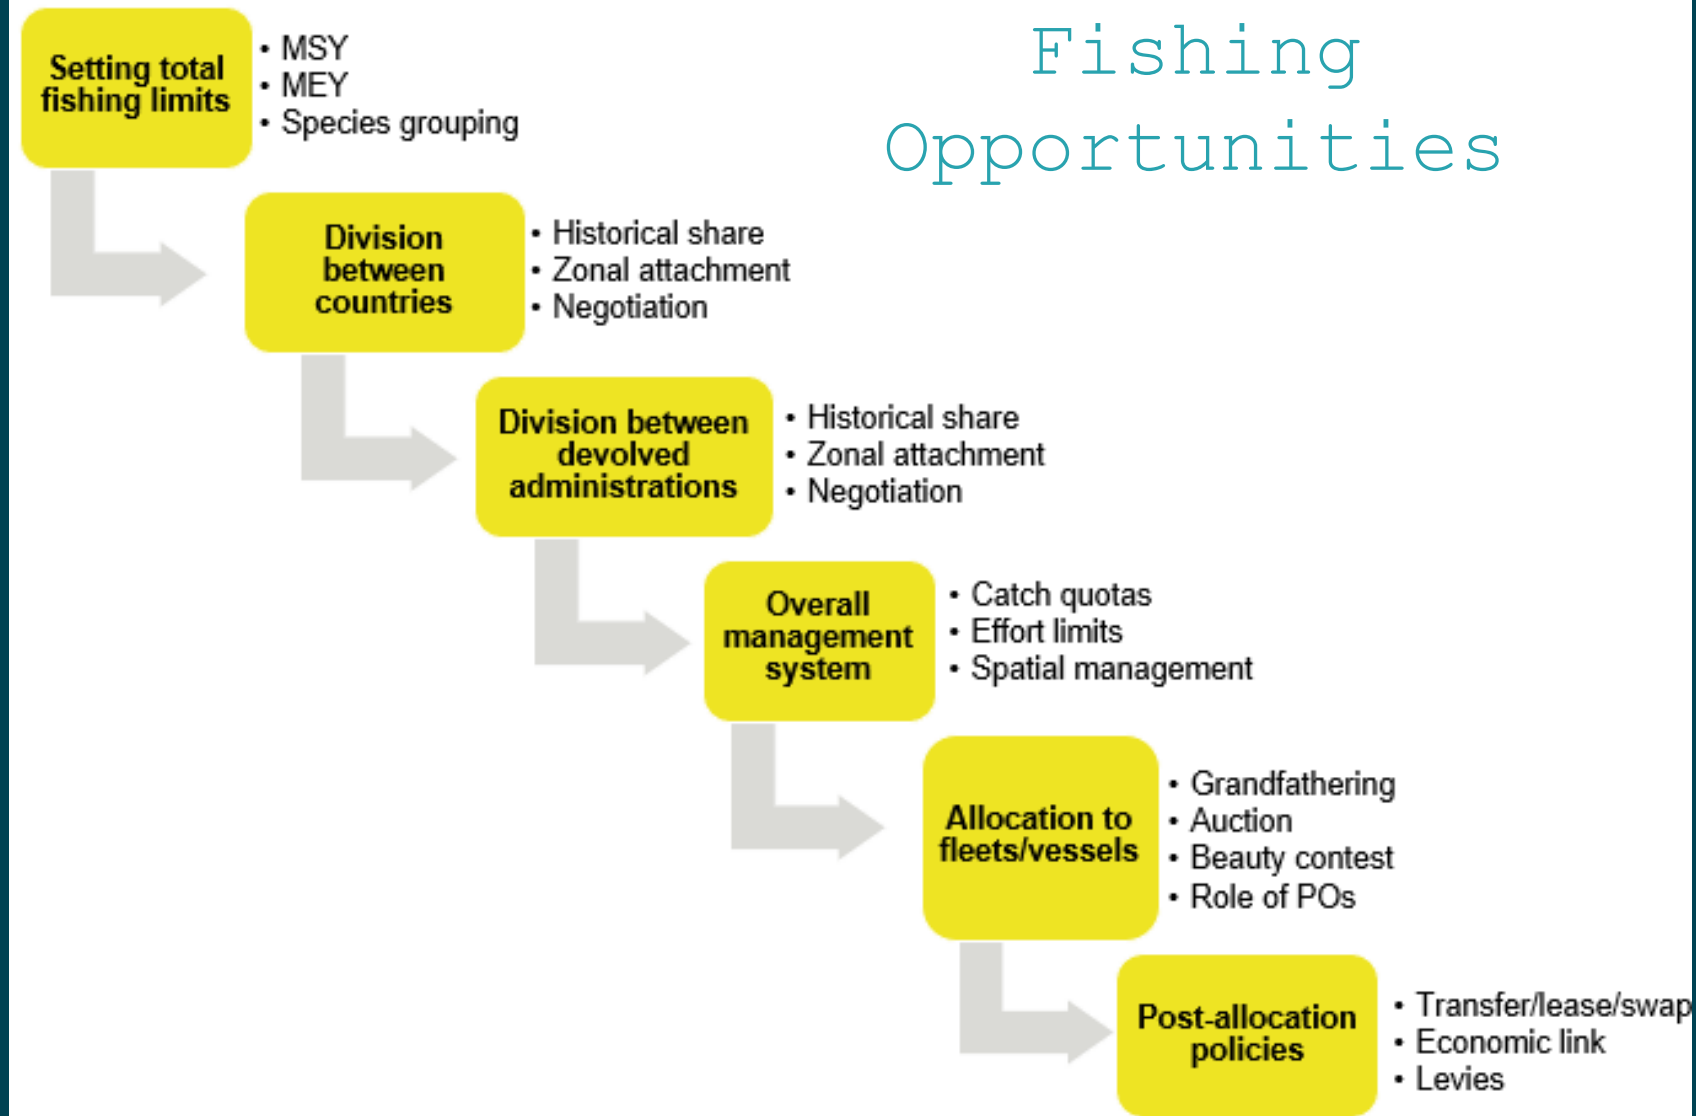 Fishing
Opportunities
Setting total
fishing limits
• MSY
• MEY
• Species grouping
Division
between
countries
• Historical share
• Zonal attachment
• Negotiation
Division between
devolved
administrations
• Historical share
• Zonal attachment
• Negotiation
Overall
management
system
• Catch quotas
• Effort limits
• Spatial management
Allocation to
fleets/vessels
• Grandfathering
• Auction
• Beauty contest
• Role of POs
Post-allocation
policies
• Transfer/lease/swap
• Economic link
• Levies